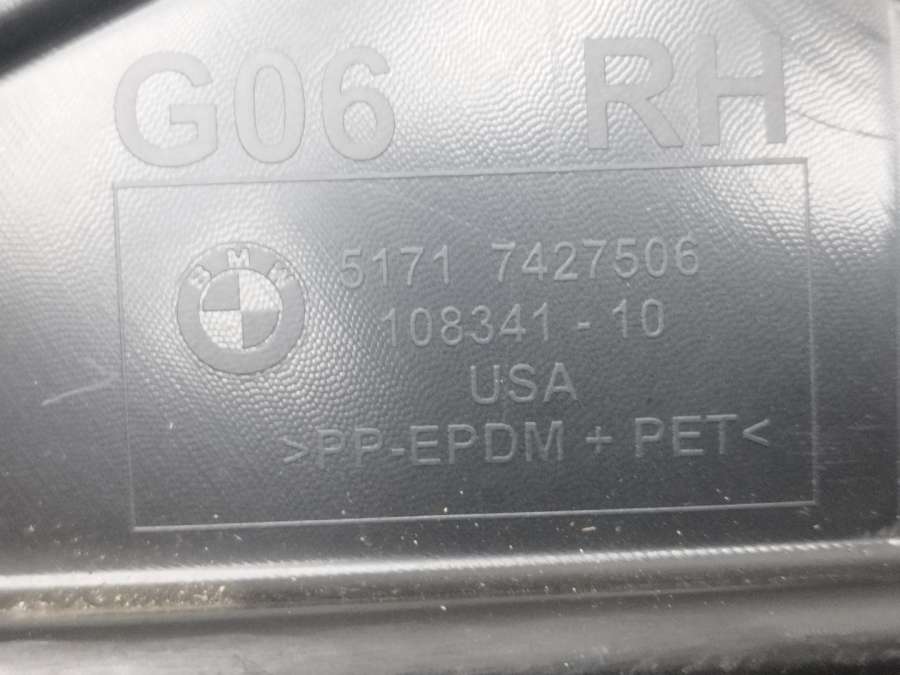 G06 RH
BMW
5171 7427506
108341 - 10
USA
>PP-EPDM + PET<